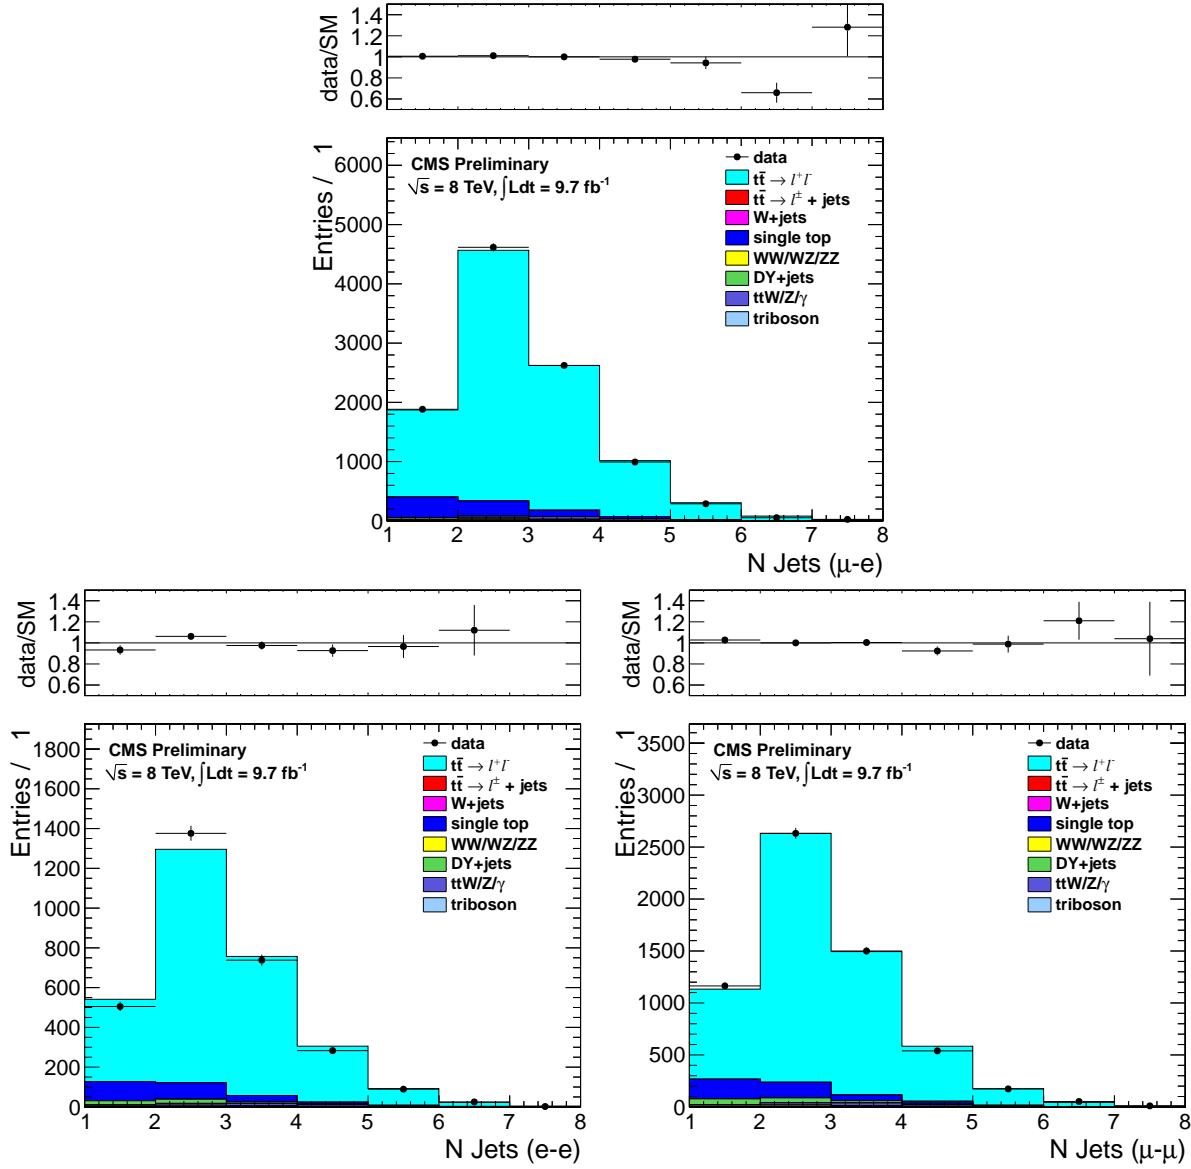 data/SM
1.4
1.2
1
0.8
0.6
Entries / 1
6000
5000
4000
3000
2000
1000
0
CMS Preliminary
√s = 8 TeV, ∫Ldt = 9.7 fb⁻¹
data
tt̄ → l⁺l⁻
tt̄ → l± + jets
W+jets
single top
WW/WZ/ZZ
DY+jets
ttW/Z/γ
triboson
1 2 3 4 5 6 7 8
N Jets (μ-e)
data/SM
1.4
1.2
1
0.8
0.6
Entries / 1
1800
1600
1400
1200
1000
800
600
400
200
0
CMS Preliminary
√s = 8 TeV, ∫Ldt = 9.7 fb⁻¹
data
tt̄ → l⁺l⁻
tt̄ → l± + jets
W+jets
single top
WW/WZ/ZZ
DY+jets
ttW/Z/γ
triboson
1 2 3 4 5 6 7 8
N Jets (e-e)
data/SM
1.4
1.2
1
0.8
0.6
Entries / 1
3500
3000
2500
2000
1500
1000
500
0
CMS Preliminary
√s = 8 TeV, ∫Ldt = 9.7 fb⁻¹
data
tt̄ → l⁺l⁻
tt̄ → l± + jets
W+jets
single top
WW/WZ/ZZ
DY+jets
ttW/Z/γ
triboson
1 2 3 4 5 6 7 8
N Jets (μ-μ)